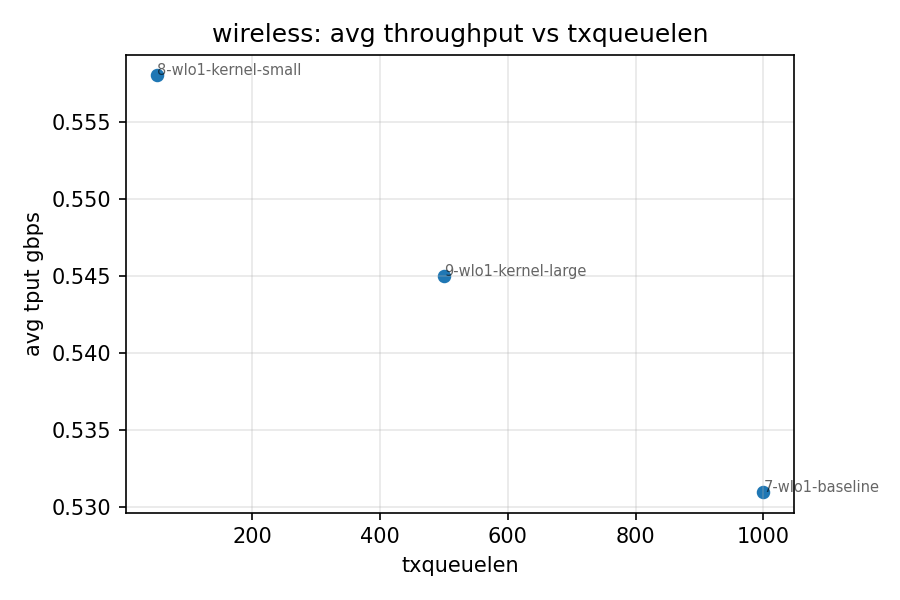 wireless: avg throughput vs txqueuelen
8-wlo1-kernel-small
0.555
0.550
0.545
9-wlo1-kernel-large
0.540
0.535
0.530
7-wlo1-baseline
avg tput gbps
200
400
600
800
1000
txqueuelen